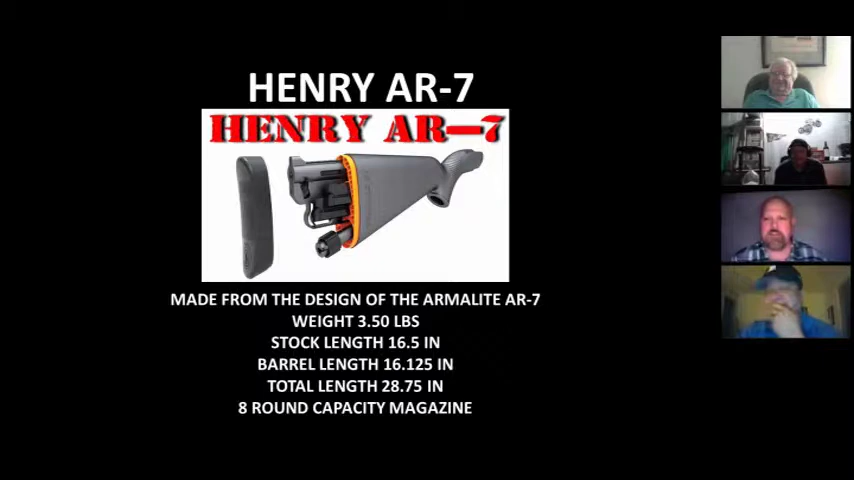 HENRY AR-7
HENRY AR-7
MADE FROM THE DESIGN OF THE ARMALITE AR-7
WEIGHT 3.50 LBS
STOCK LENGTH 16.5 IN
BARREL LENGTH 16.125 IN
TOTAL LENGTH 28.75 IN
8 ROUND CAPACITY MAGAZINE